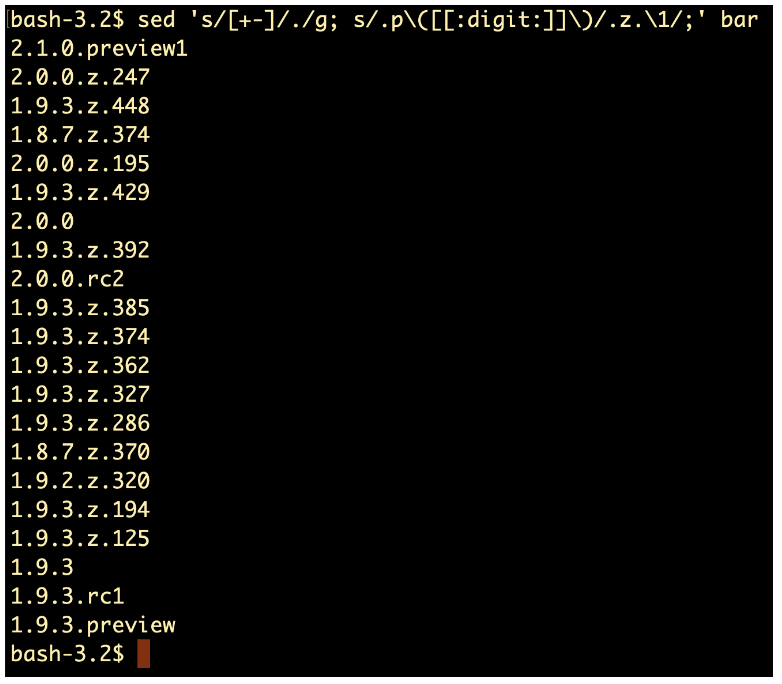 bash-3.2$ sed 's/[+-]/./g; s/.p\([[:digit:]]\)/.z.\1/;' bar
2.1.0.preview1
2.0.0.z.247
1.9.3.z.448
1.8.7.z.374
2.0.0.z.195
1.9.3.z.429
2.0.0
1.9.3.z.392
2.0.0.rc2
1.9.3.z.385
1.9.3.z.374
1.9.3.z.362
1.9.3.z.327
1.9.3.z.286
1.8.7.z.370
1.9.2.z.320
1.9.3.z.194
1.9.3.z.125
1.9.3
1.9.3.rc1
1.9.3.preview
bash-3.2$